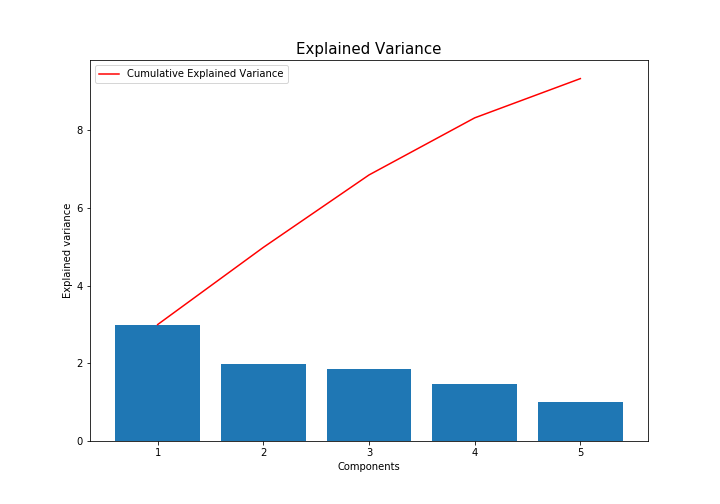 Explained Variance
Cumulative Explained Variance
Explained variance
8
6
4
2
0
1 2 3 4 5
Components